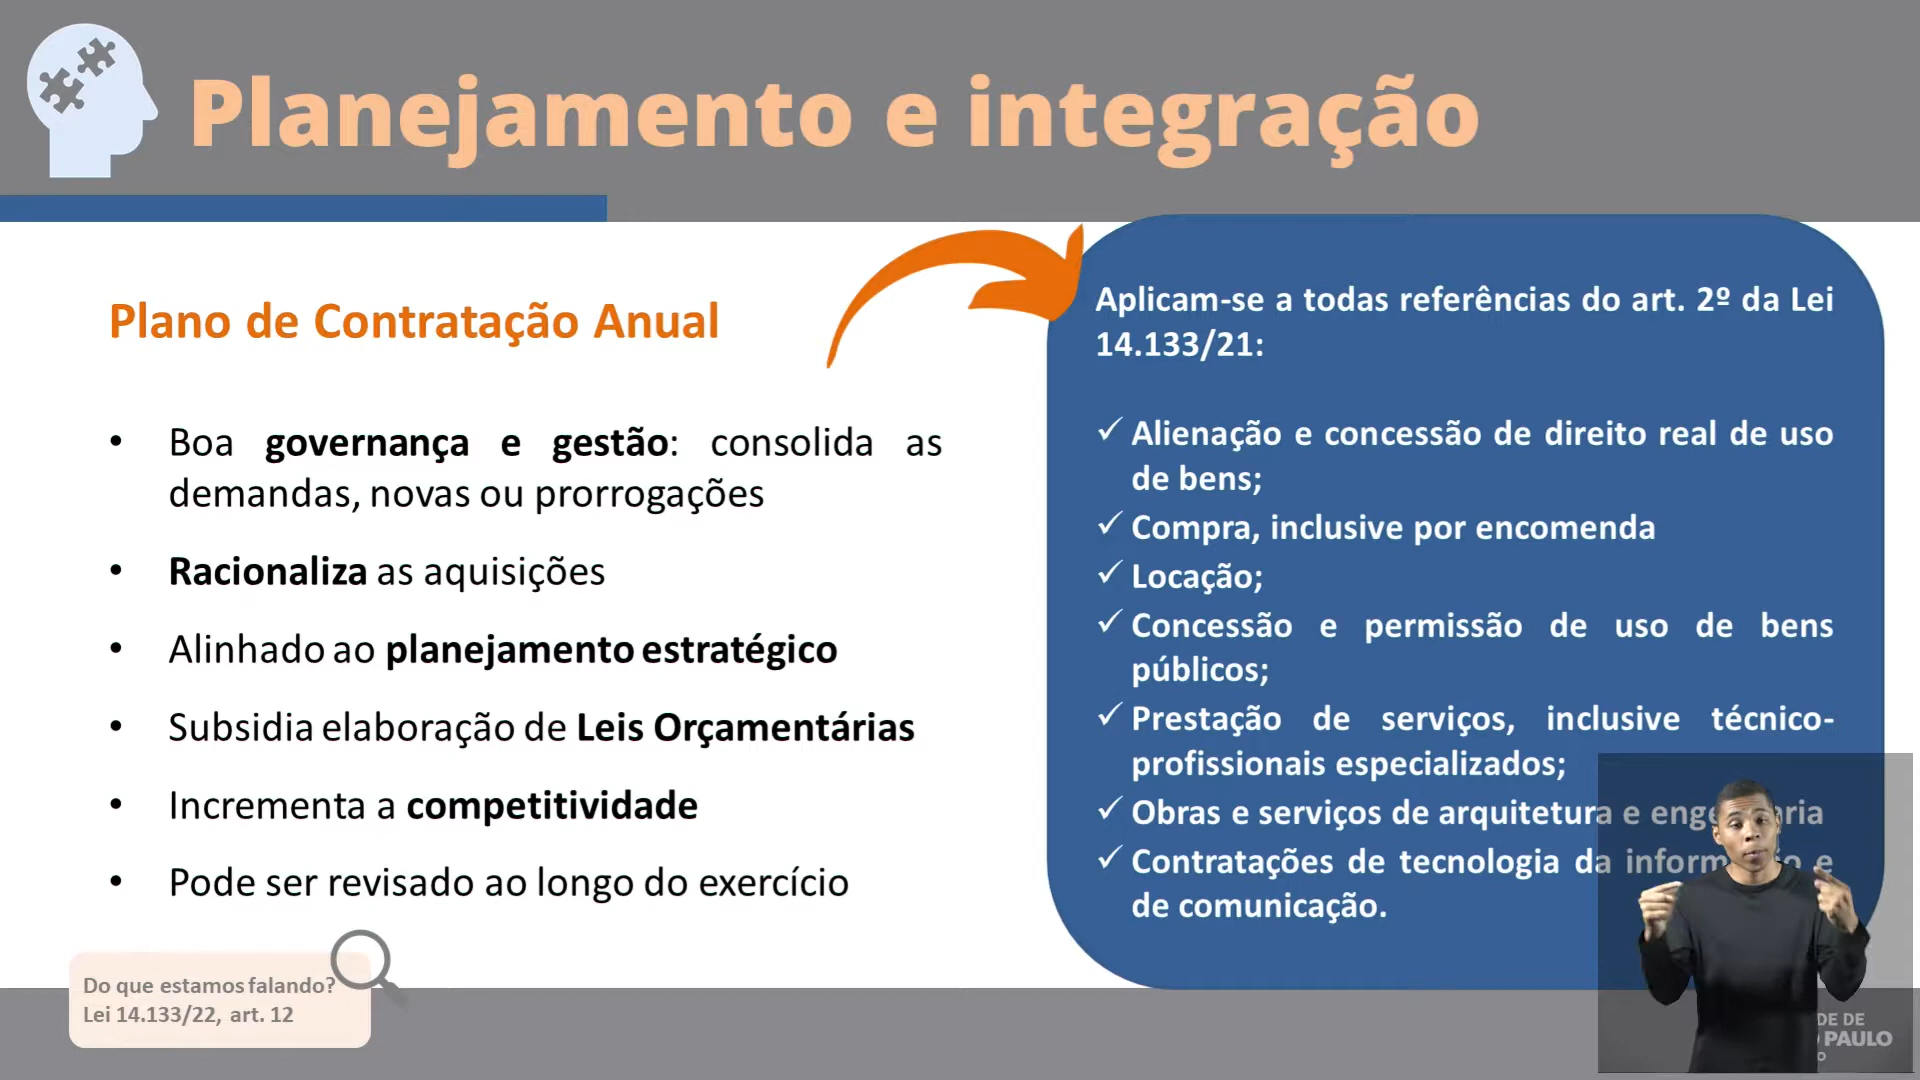 Planejamento e integração
Plano de Contratação Anual
• Boa governança e gestão: consolida as
demandas, novas ou prorrogações
• Racionaliza as aquisições
• Alinhado ao planejamento estratégico
• Subsidia elaboração de Leis Orçamentárias
• Incrementa a competitividade
• Pode ser revisado ao longo do exercício
Do que estamos falando?
Lei 14.133/22, art. 12
Aplicam-se a todas referências do art. 2º da Lei
14.133/21:
✓ Alienação e concessão de direito real de uso
de bens;
✓ Compra, inclusive por encomenda
✓ Locação;
✓ Concessão e permissão de uso de bens
públicos;
✓ Prestação de serviços, inclusive técnico-
profissionais especializados;
✓ Obras e serviços de arquitetura e
✓ Contratações de tecnologia da e
de comunicação.
DE DE
PAULO